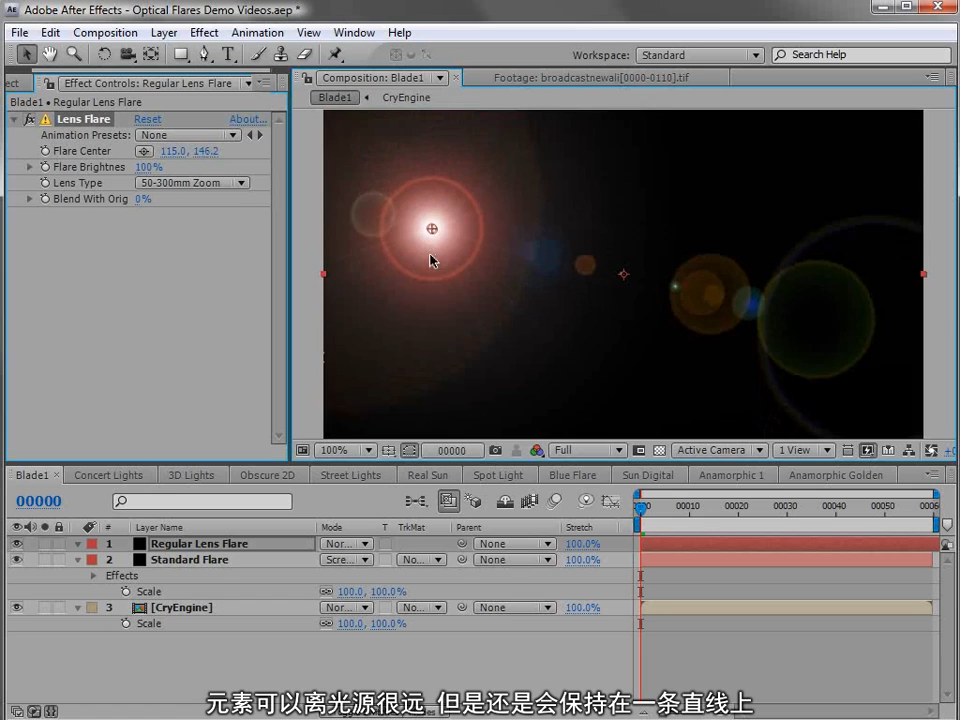 Adobe After Effects - Optical Flares Demo Videos.aep *
File Edit Composition Layer Effect Animation View Window Help
Workspace: Standard Search Help
ect Effect Controls: Regular Lens Flare
Composition: Blade1 Footage: broadcastnewali[0000-0110].tif
Blade1 • Regular Lens Flare
Blade1 CryEngine
fx Lens Flare Reset About...
Animation Presets: None
Flare Center 115.0, 146.2
Flare Brightnes 100%
Lens Type 50-300mm Zoom
Blend With Orig 0%
100% 00000 Full Active Camera 1 View
Blade1 Concert Lights 3D Lights Obscure 2D Street Lights Real Sun Spot Light Blue Flare Sun Digital Anamorphic 1 Anamorphic Golden
00000
00010 00020 00030 00040 00050 0006
# Layer Name Mode T TrkMat Parent Stretch
1 Regular Lens Flare Nor... None 100.0%
2 Standard Flare Scre... No... None 100.0%
Effects
Scale 100.0, 100.0%
3 [CryEngine] Nor... No... None 100.0%
Scale 100.0, 100.0%
元素可以离光源很远 但是还是会保持在一条直线上